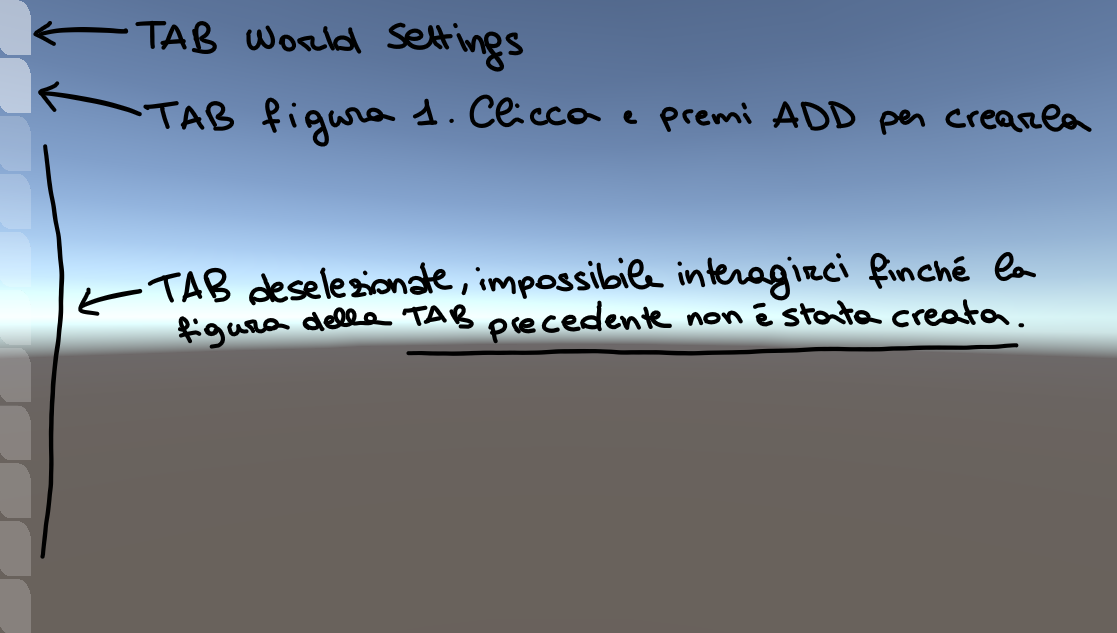 TAB World Settings
TAB figura 1. Clicca e premi ADD per crearla
TAB deselezionate, impossibile interagirci finché la
figura della TAB precedente non è stata creata.